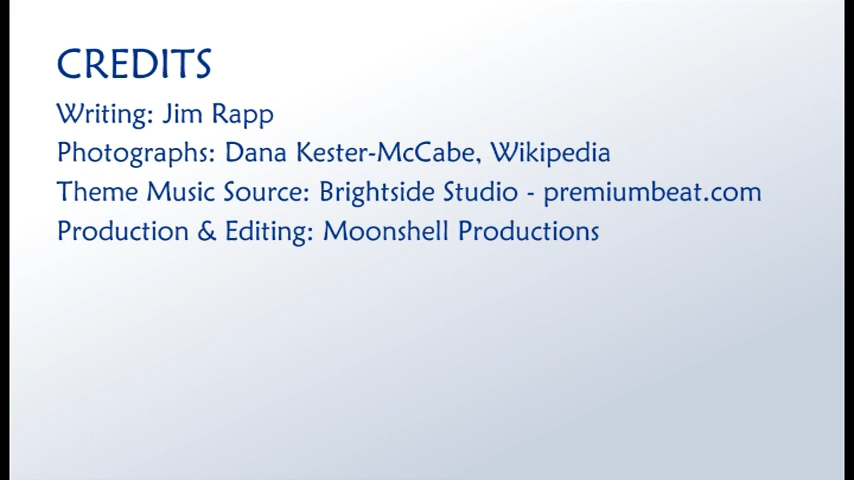 CREDITS
Writing: Jim Rapp
Photographs: Dana Kester-McCabe, Wikipedia
Theme Music Source: Brightside Studio - premiumbeat.com
Production & Editing: Moonshell Productions